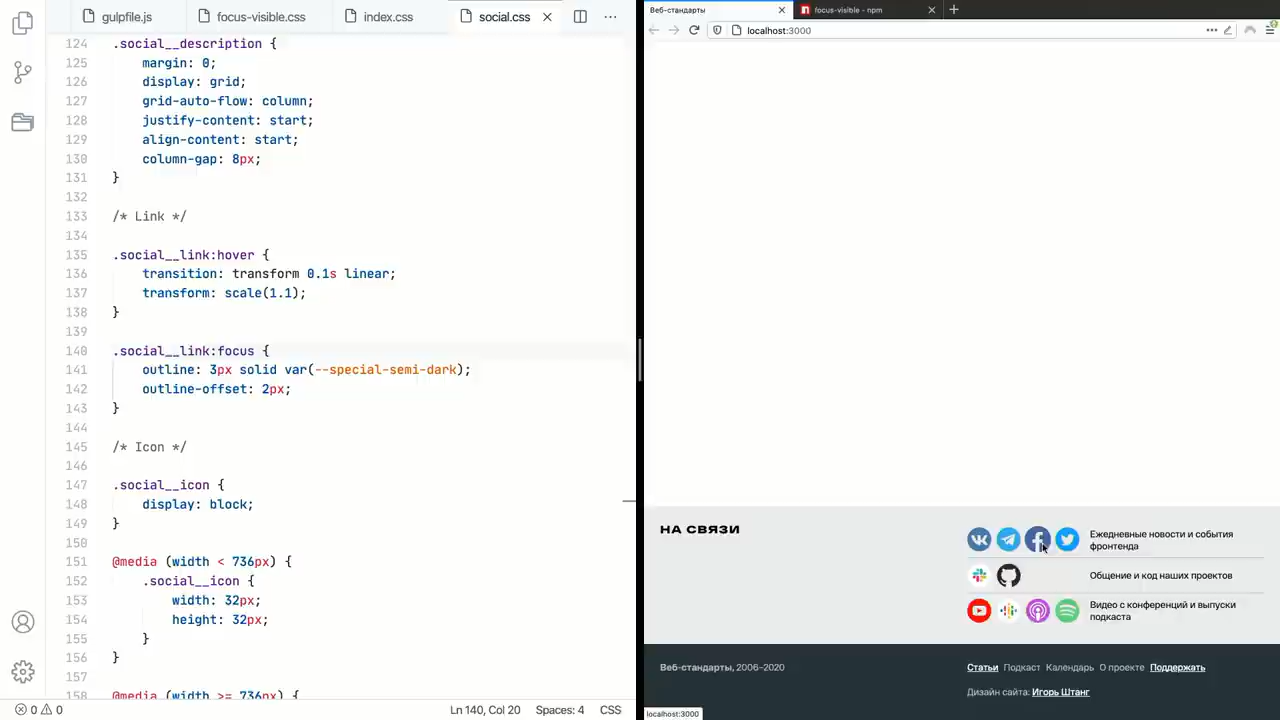 gulpfile.js
focus-visible.css
index.css
social.css
124 .social__description {
125 margin: 0;
126 display: grid;
127 grid-auto-flow: column;
128 justify-content: start;
129 align-content: start;
130 column-gap: 8px;
131 }
132
133 /* Link */
134
135 .social__link:hover {
136 transition: transform 0.1s linear;
137 transform: scale(1.1);
138 }
139
140 .social__link:focus {
141 outline: 3px solid var(--special-semi-dark);
142 outline-offset: 2px;
143 }
144
145 /* Icon */
146
147 .social__icon {
148 display: block;
149 }
150
151 @media (width < 736px) {
152 .social__icon {
153 width: 32px;
154 height: 32px;
155 }
156 }
157
158 @media (width >= 736px) {
0 0
Ln 140, Col 20
Spaces: 4
CSS
Веб-стандарты
focus-visible - npm
localhost:3000
НА СВЯЗИ
Ежедневные новости и события
фронтенда
Общение и код наших проектов
Видео с конференций и выпуски
подкаста
Веб-стандарты, 2006–2020
Статьи Подкаст Календарь О проекте Поддержать
Дизайн сайта: Игорь Штанг
localhost:3000